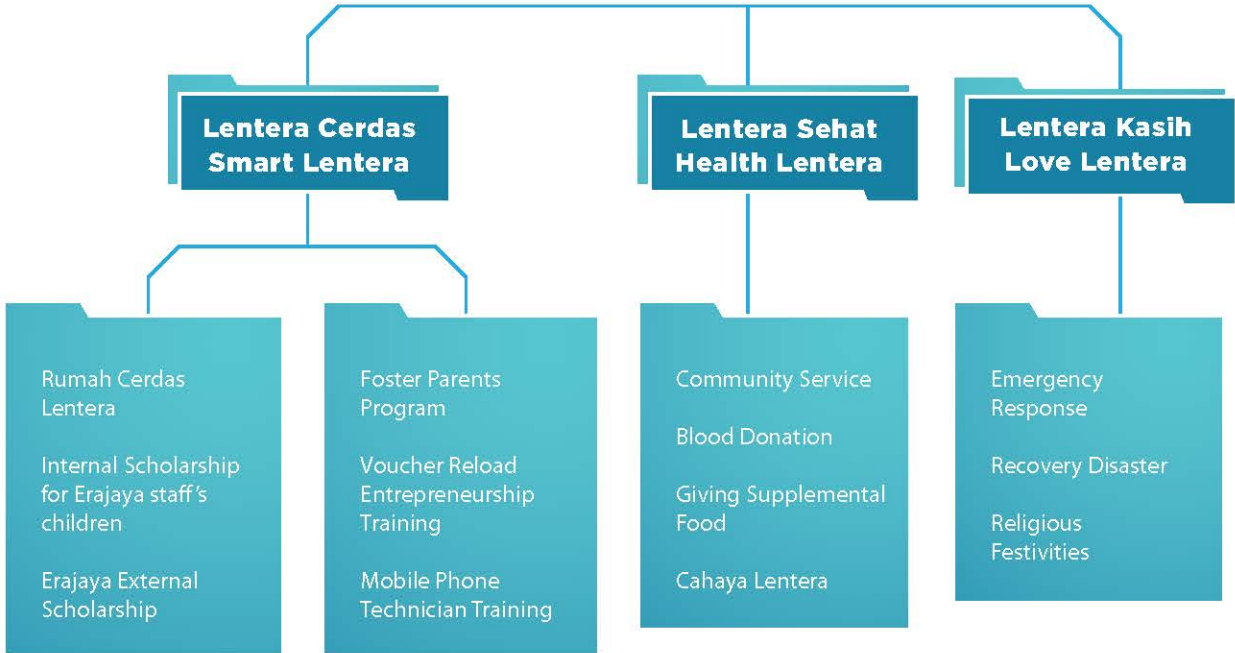 Lentera Cerdas
Smart Lentera
Lentera Sehat
Health Lentera
Lentera Kasih
Love Lentera
Rumah Cerdas
Lentera
Internal Scholarship
for Erajaya staff's
children
Erajaya External
Scholarship
Foster Parents
Program
Voucher Reload
Entrepreneurship
Training
Mobile Phone
Technician Training
Community Service
Blood Donation
Giving Supplemental
Food
Cahaya Lentera
Emergency
Response
Recovery Disaster
Religious
Festivities